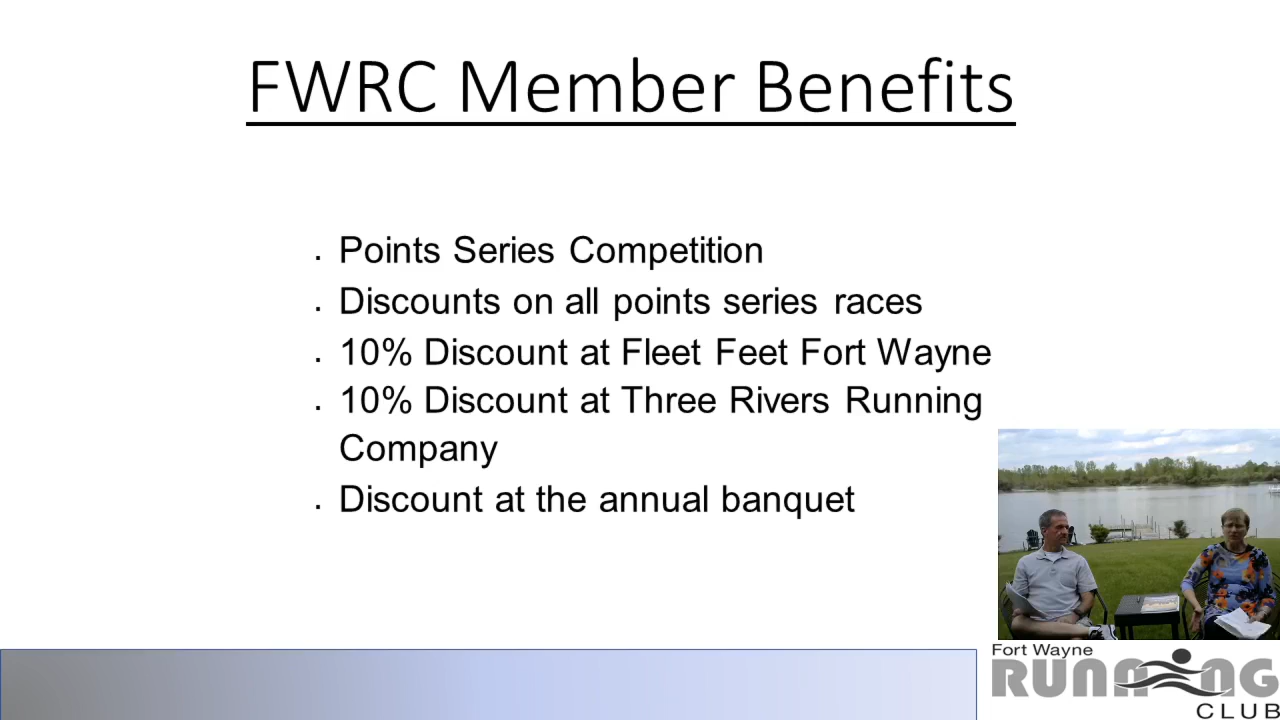 FWRC Member Benefits
Points Series Competition
Discounts on all points series races
10% Discount at Fleet Feet Fort Wayne
10% Discount at Three Rivers Running
Company
Discount at the annual banquet
Fort Wayne
RUNNING
CLUB